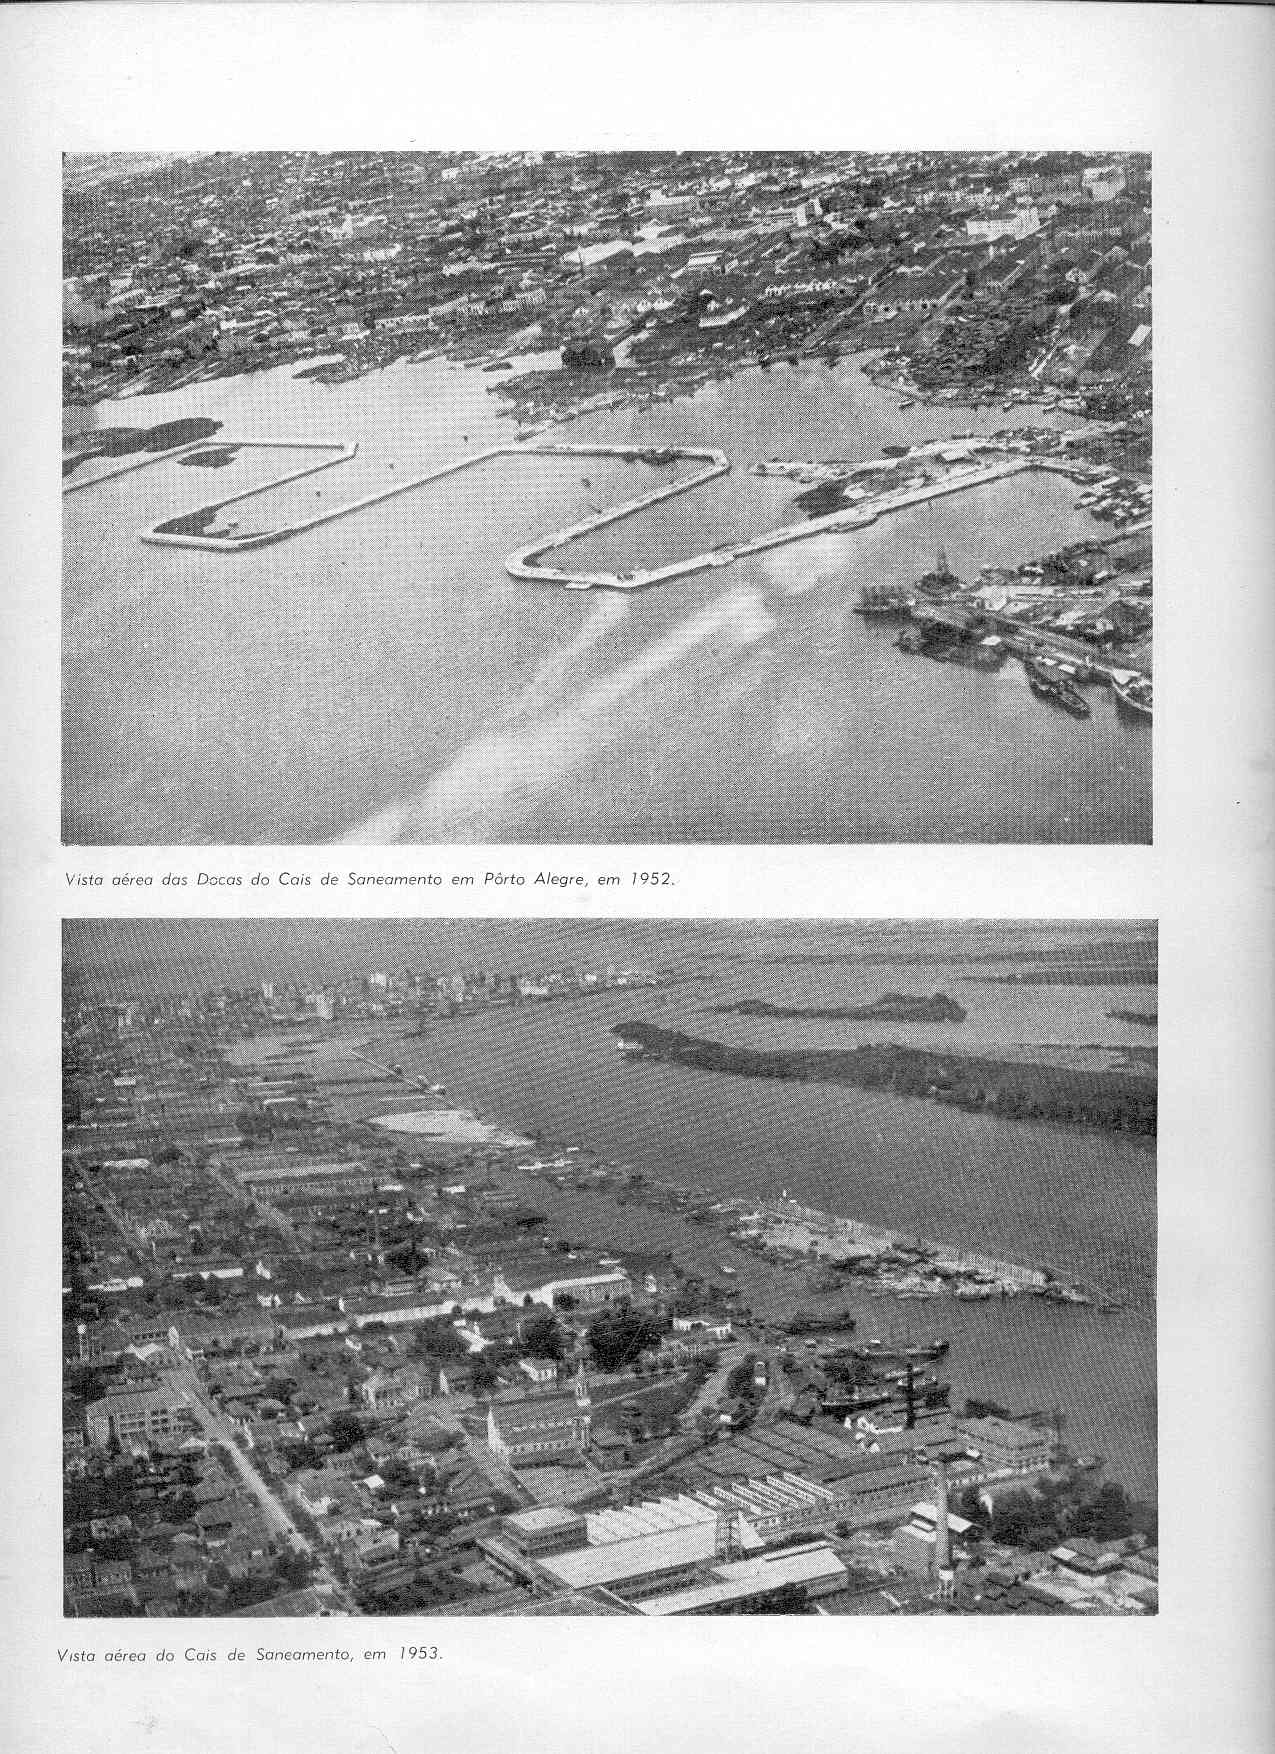 Vista aérea das Docas do Cais de Saneamento em Pôrto Alegre, em 1952.
Vista aérea do Cais de Saneamento, em 1953.